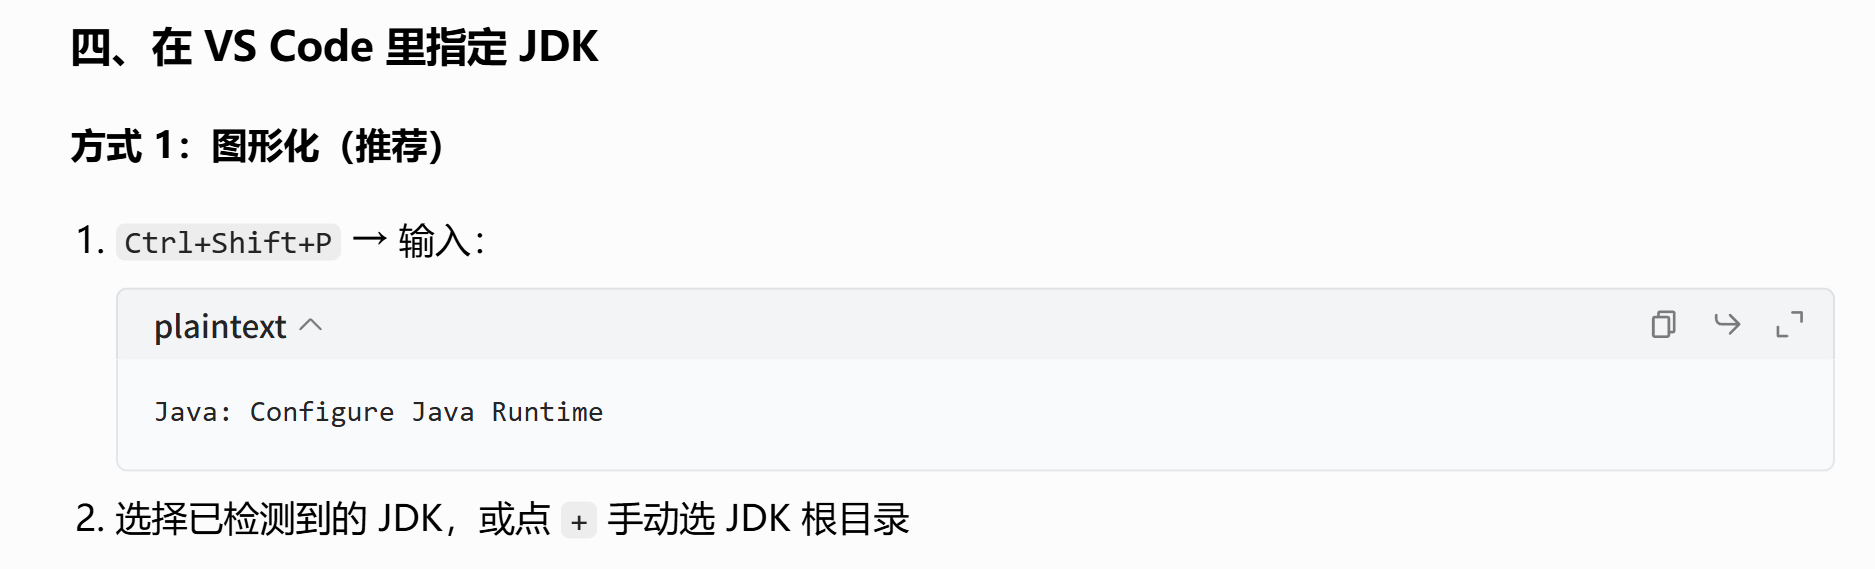 四、在 VS Code 里指定 JDK
方式 1：图形化（推荐）
1. Ctrl+Shift+P → 输入：
plaintext
Java: Configure Java Runtime
2. 选择已检测到的 JDK，或点 + 手动选 JDK 根目录